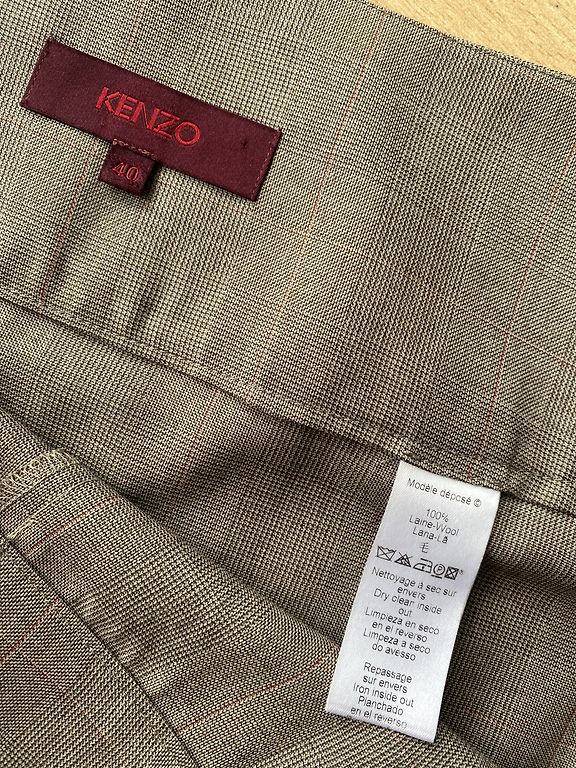 KENZO
40
Modèle déposé ©
100%
Laine-Wool
Lana-Lã
毛
Nettoyage à sec sur
envers
Dry clean inside
out
Limpieza en seco
en el reverso
Limpeza a seco
do avesso
Repassage
sur envers
Iron inside out
Planchado
en el reverso